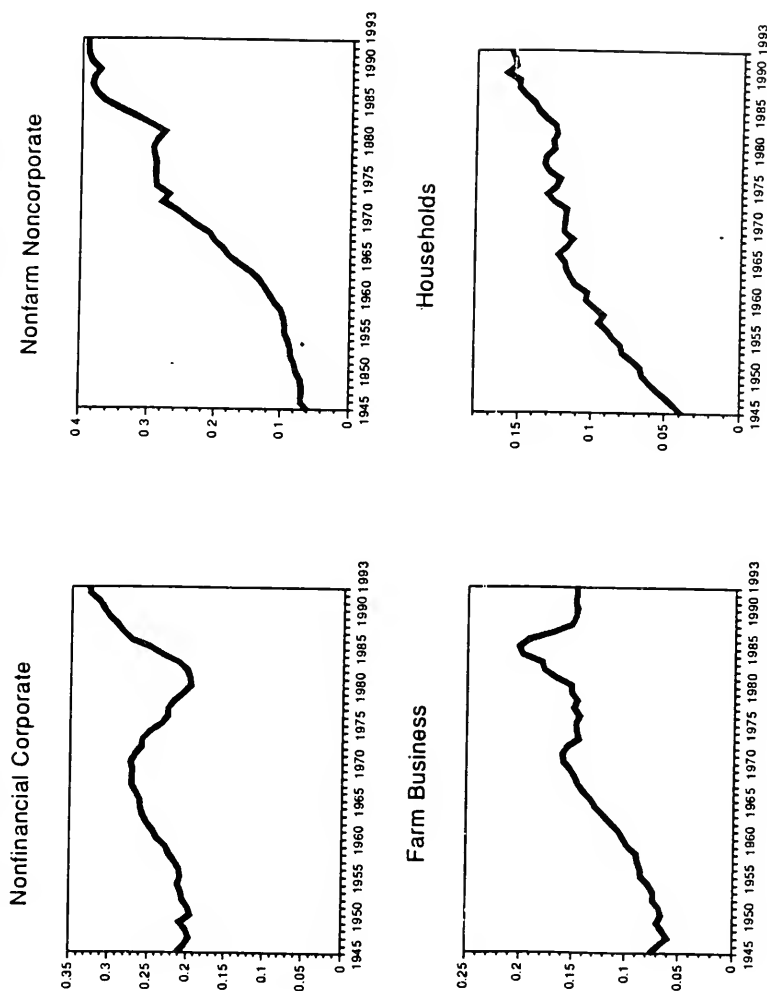 Nonfinancial Corporate
0.35
0.3
0.25
0.2
0.15
0.1
0.05
0
1945 1950 1955 1960 1965 1970 1975 1980 1985 1990 1993
Nonfarm Noncorporate
0 4
0 3
0 2
0 1
0
1945 1850 1955 1960 1965 1970 1975 1980 1985 1990 1993
Farm Business
0.25
0.2
0.15
0.1
0.05
0
1945 1950 1955 1960 1965 1970 1975 1980 1985 1990 1993
Households
0 15
0 1
0 05
0
1945 1950 1955 1960 1965 1970 1975 1980 1985 1990 1993